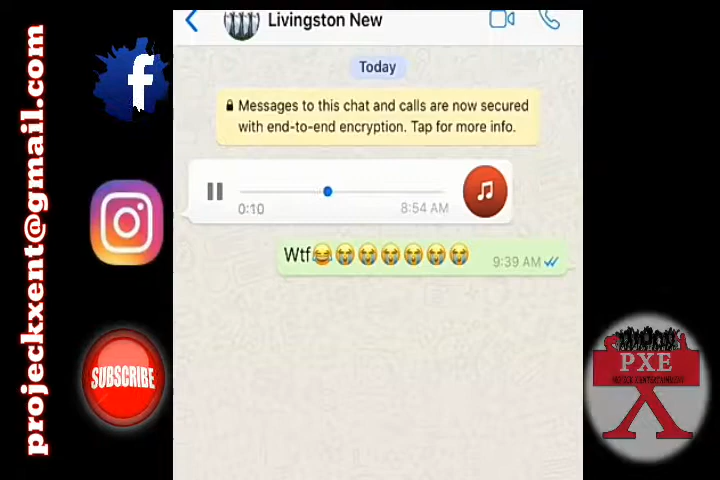 projeckxent@gmail.com
SUBSCRIBE
Livingston New
Today
Messages to this chat and calls are now secured
with end-to-end encryption. Tap for more info.
0:10
8:54 AM
Wtf😂😭😭😭😭😭😭
9:39 AM
PXE